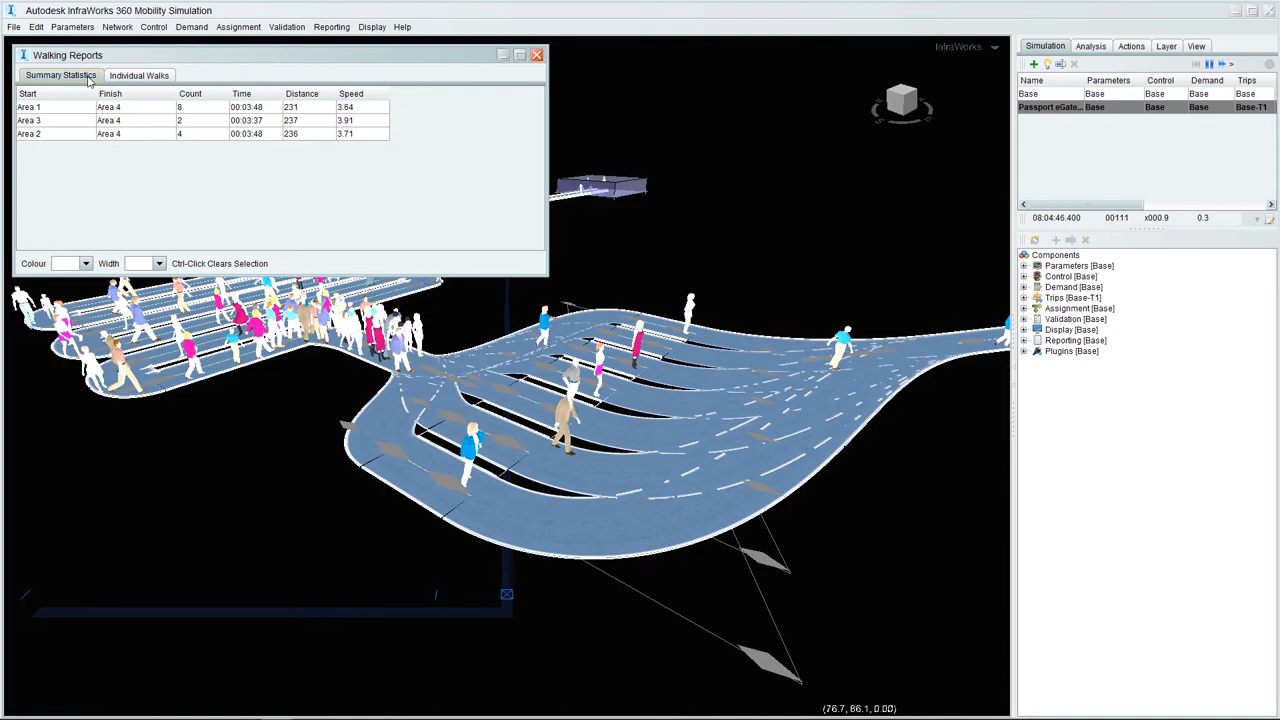 Autodesk InfraWorks 360 Mobility Simulation
File Edit Parameters Network Control Demand Assignment Validation Reporting Display Help
Walking Reports
Summary Statistics Individual Walks
Start Finish Count Time Distance Speed
Area 1 Area 4 8 00:03:48 231 3.64
Area 3 Area 4 2 00:03:37 237 3.91
Area 2 Area 4 4 00:03:48 236 3.71
Colour Width Ctrl-Click Clears Selection
InfraWorks
(76.7, 86.1, 0.00)
Simulation Analysis Actions Layer View
Name Parameters Control Demand Trips
Base Base Base Base Base
Passport eGate... Base Base Base Base-T1
08:04:46.400 00111 x000.9 0.3
Components
Parameters [Base]
Control [Base]
Demand [Base]
Trips [Base-T1]
Assignment [Base]
Validation [Base]
Display [Base]
Reporting [Base]
Plugins [Base]